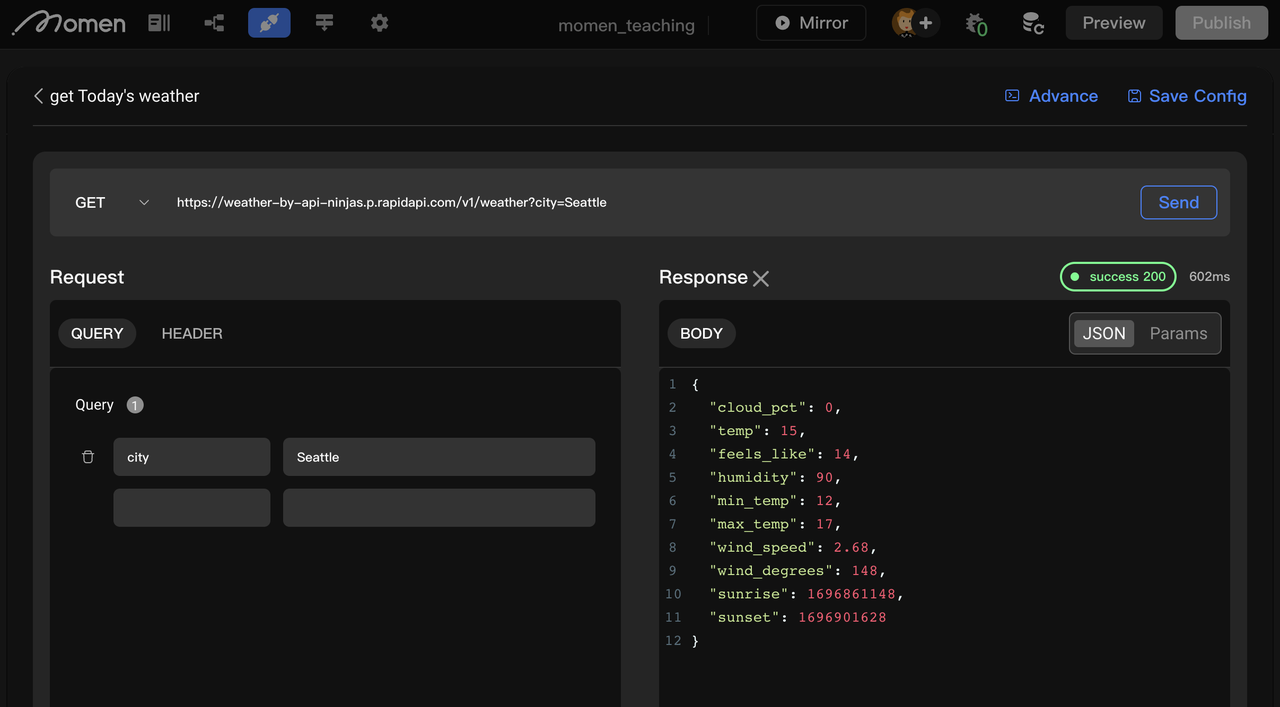 Momen
momen_teaching
Mirror
0
Preview
Publish
get Today's weather
Advance
Save Config
GET
https://weather-by-api-ninjas.p.rapidapi.com/v1/weather?city=Seattle
Send
Request
Response
success 200
602ms
QUERY
HEADER
BODY
JSON
Params
Query
1
city
Seattle
1 {
2 "cloud_pct": 0,
3 "temp": 15,
4 "feels_like": 14,
5 "humidity": 90,
6 "min_temp": 12,
7 "max_temp": 17,
8 "wind_speed": 2.68,
9 "wind_degrees": 148,
10 "sunrise": 1696861148,
11 "sunset": 1696901628
12 }